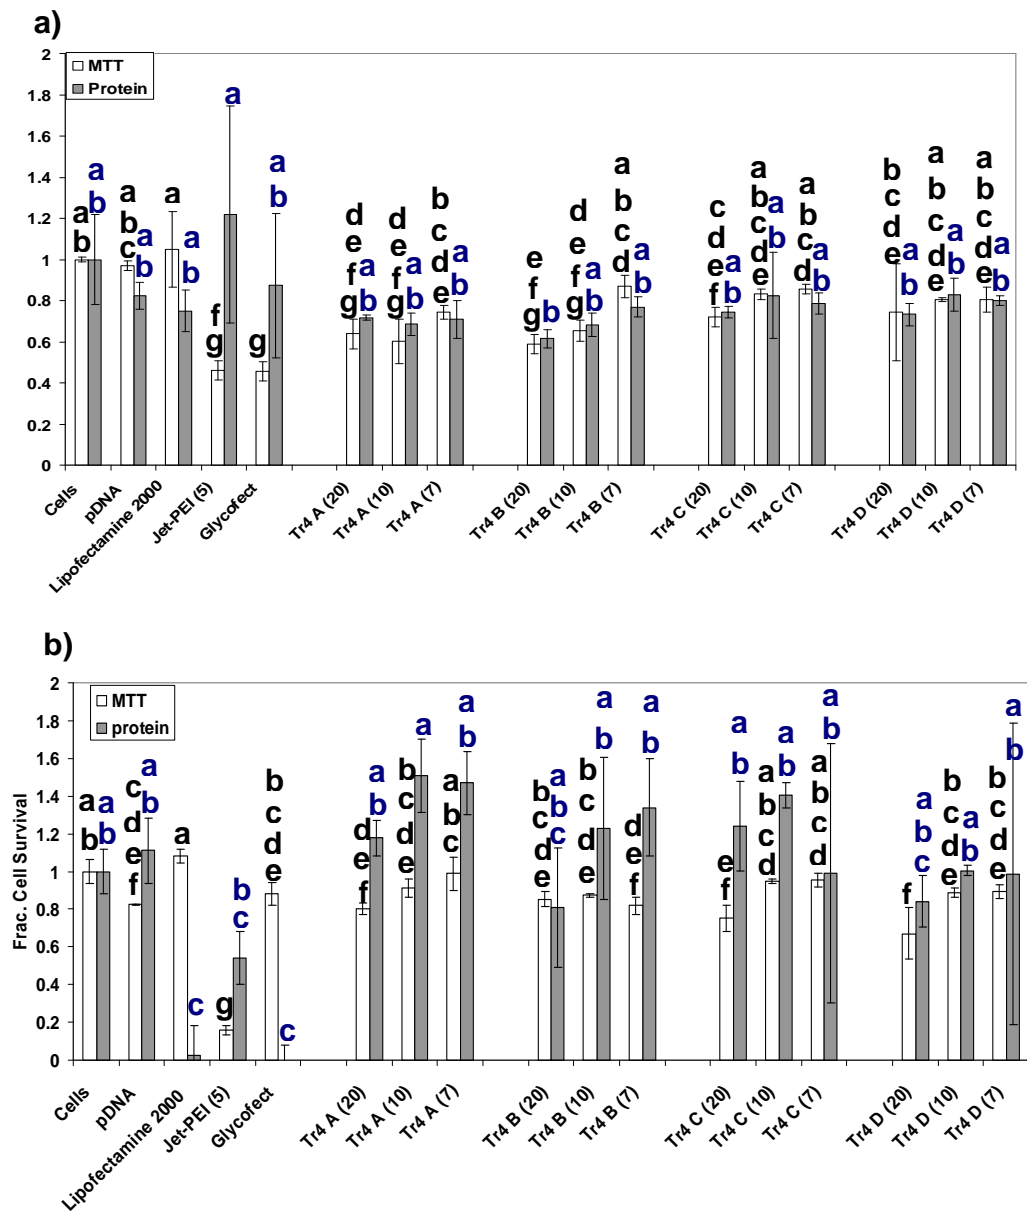 a)
2
1.8
1.6
1.4
1.2
1
0.8
0.6
0.4
0.2
0
MTT
Protein
a b
a b
a b c
a b
a
a b
f g
a
g
a b
d e f g
a b
d e f g
a b
b c d e
a b
e f g
b
d e f g
a b
a b c d
a b
c d e f
a b
a b c d e
a b
a b c d
a b
b c d e
a b
a b c d e
a b
a b c d e
a b
Cells
pDNA
Lipofectamine 2000
Jet-PEI (5)
Glycofect
Tr4 A (20)
Tr4 A (10)
Tr4 A (7)
Tr4 B (20)
Tr4 B (10)
Tr4 B (7)
Tr4 C (20)
Tr4 C (10)
Tr4 C (7)
Tr4 D (20)
Tr4 D (10)
Tr4 D (7)
b)
Frac. Cell Survival
2
1.8
1.6
1.4
1.2
1
0.8
0.6
0.4
0.2
0
MTT
protein
a b
a b
c d e f
a b
a
c
g
b c
b c d e
c
d e f
a b
b c d e
a
a b c
a b
b c d e
a b c
b c d e
a b
d e f
a b
e f
a b
a b c d
a b
a b c d
a b
f
a b c
b c d e
a b
b c d e
a b
Cells
pDNA
Lipofectamine 2000
Jet-PEI (5)
Glycofect
Tr4 A (20)
Tr4 A (10)
Tr4 A (7)
Tr4 B (20)
Tr4 B (10)
Tr4 B (7)
Tr4 C (20)
Tr4 C (10)
Tr4 C (7)
Tr4 D (20)
Tr4 D (10)
Tr4 D (7)